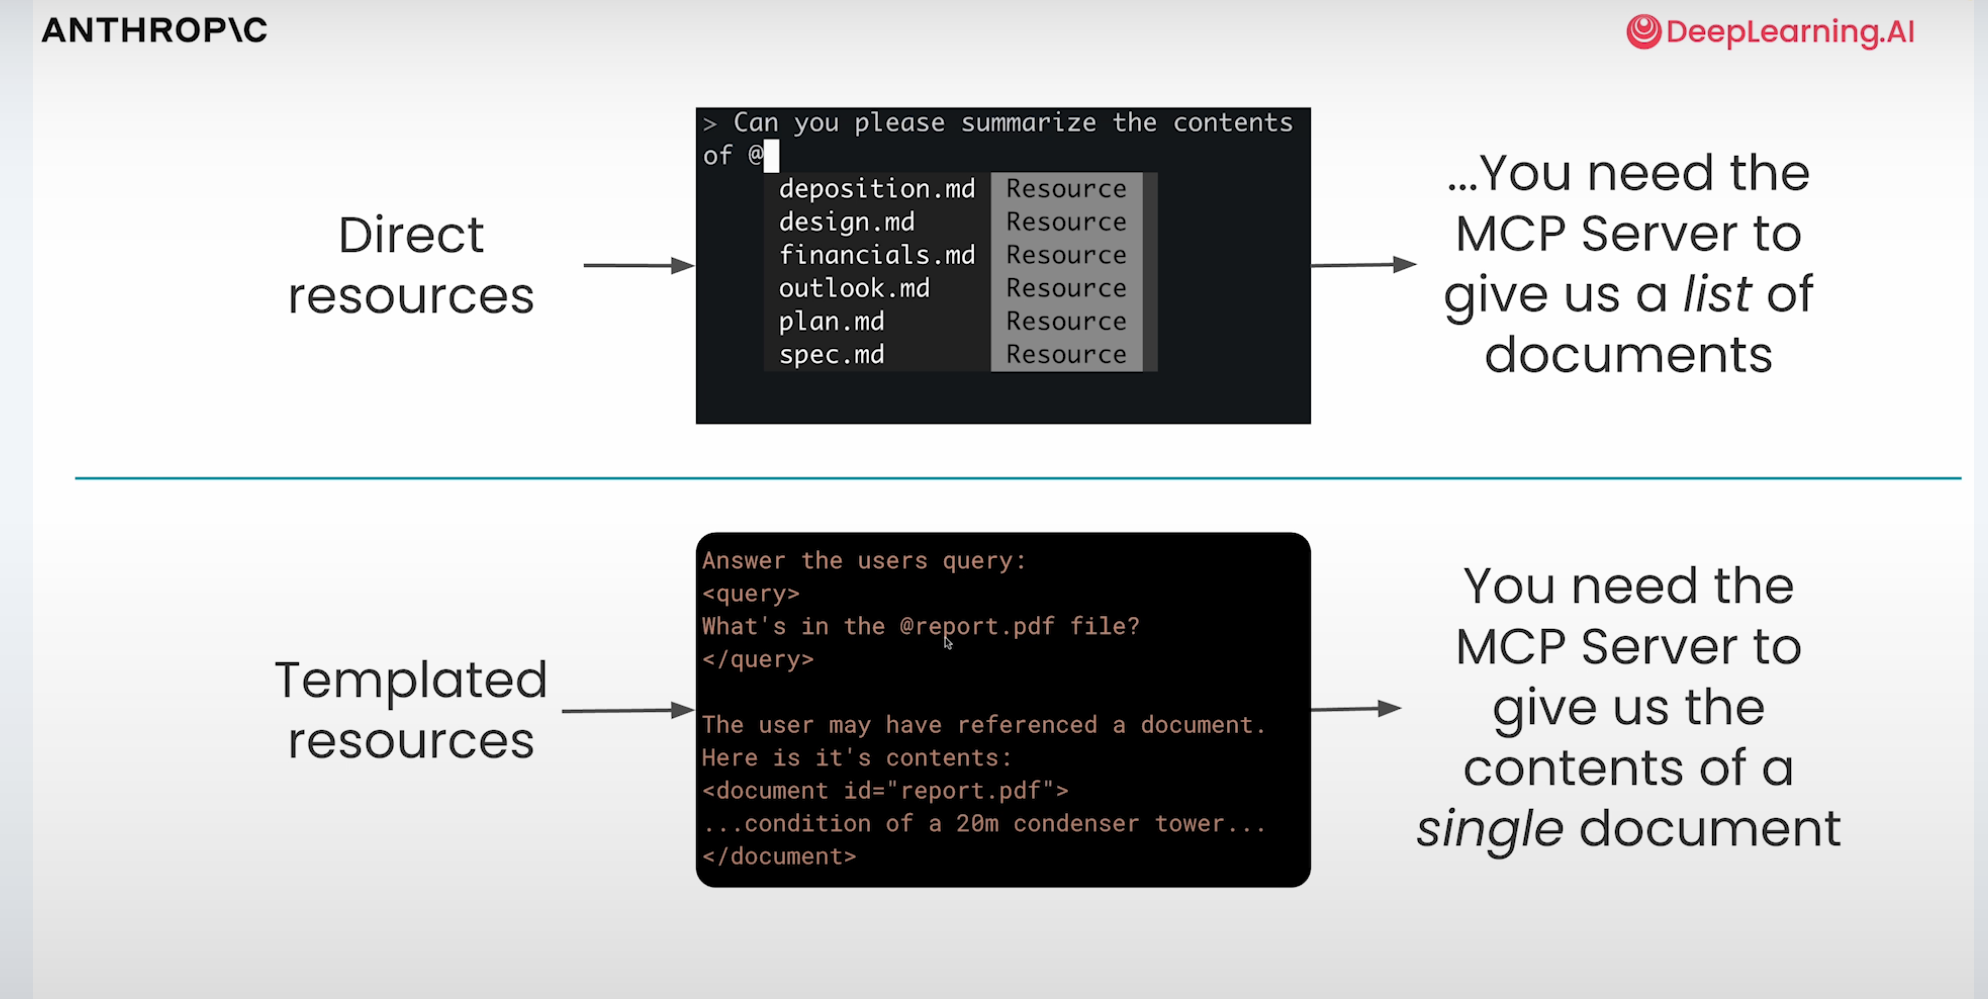 ANTHROP\C
DeepLearning.AI
Direct
resources
> Can you please summarize the contents
of @
deposition.md Resource
design.md Resource
financials.md Resource
outlook.md Resource
plan.md Resource
spec.md Resource
...You need the
MCP Server to
give us a list of
documents
Templated
resources
Answer the users query:
<query>
What's in the @report.pdf file?
</query>
The user may have referenced a document.
Here is it's contents:
<document id="report.pdf">
...condition of a 20m condenser tower...
</document>
You need the
MCP Server to
give us the
contents of a
single document